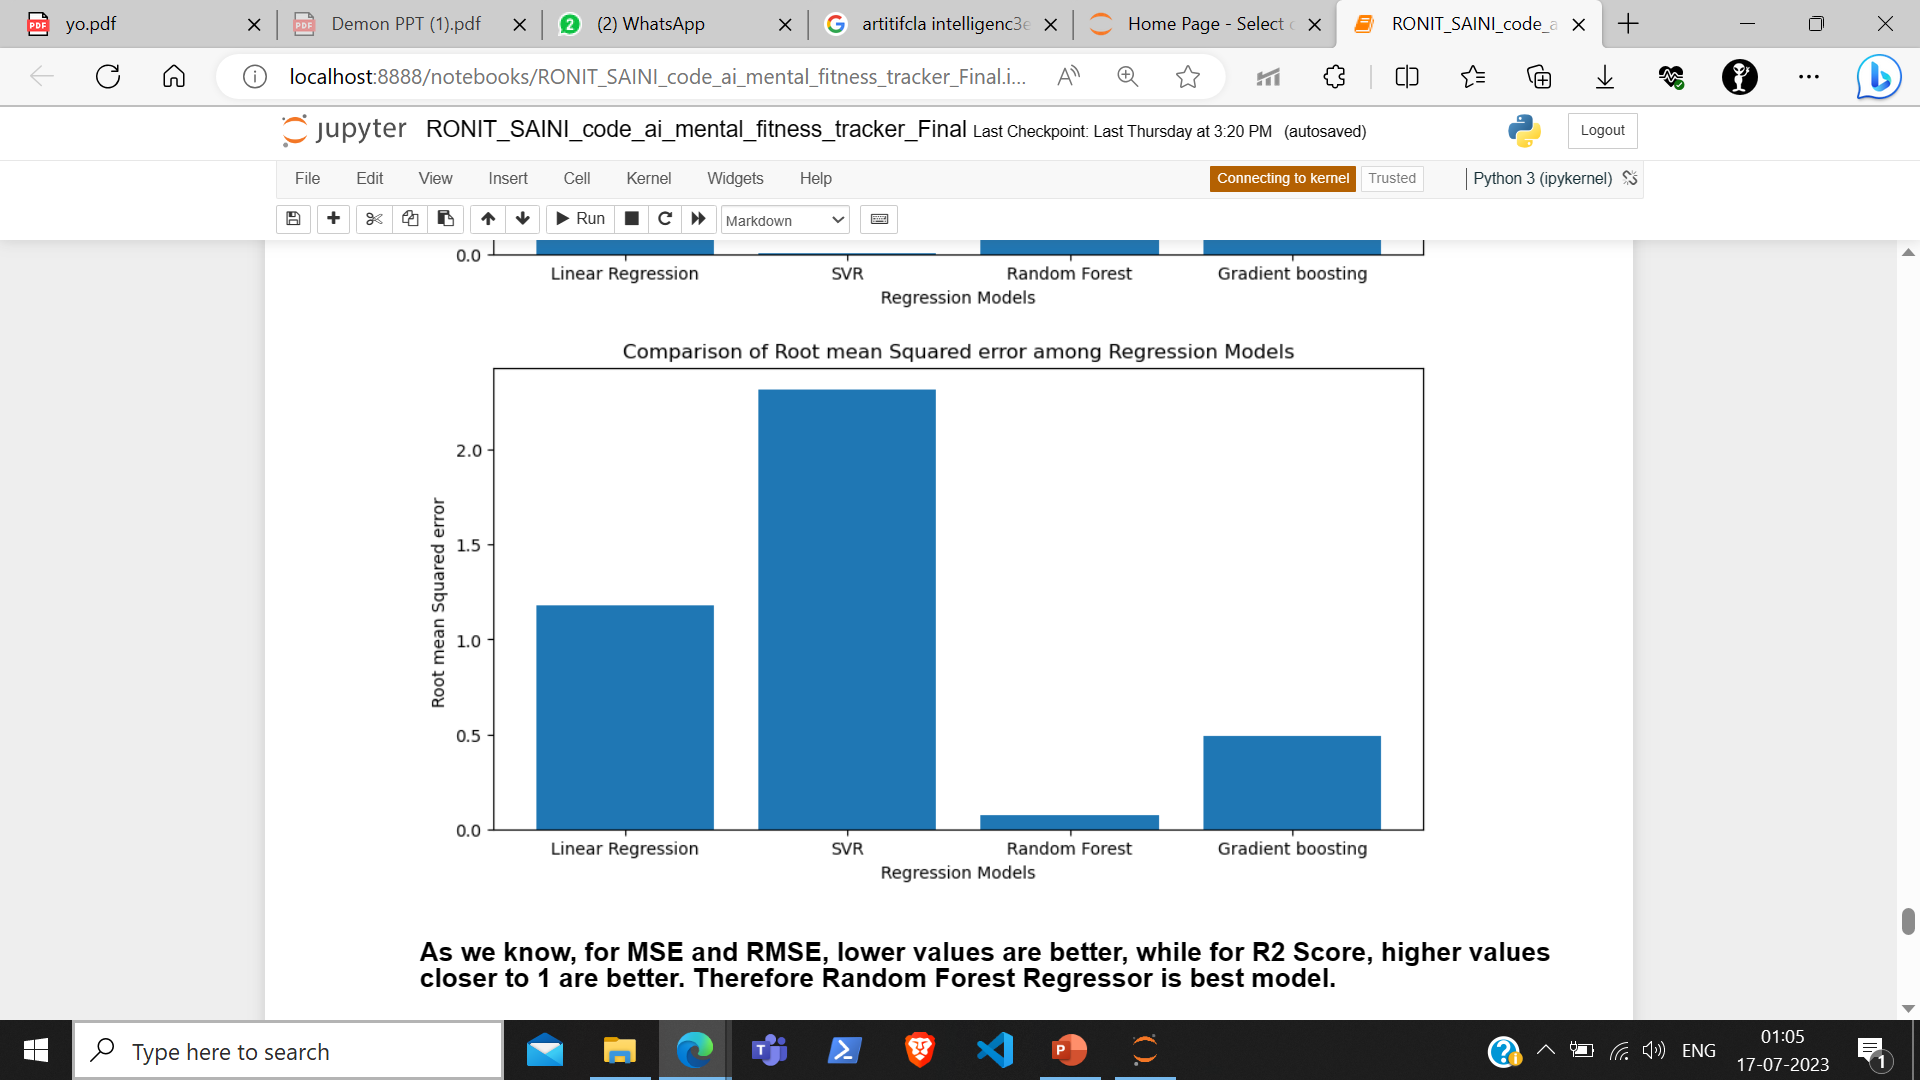 yo.pdf
Demon PPT (1).pdf
(2) WhatsApp
artitifcla intelligenc3e
Home Page - Select
RONIT_SAINI_code_a
localhost:8888/notebooks/RONIT_SAINI_code_ai_mental_fitness_tracker_Final.i...
jupyter RONIT_SAINI_code_ai_mental_fitness_tracker_Final Last Checkpoint: Last Thursday at 3:20 PM (autosaved)
Logout
File Edit View Insert Cell Kernel Widgets Help
Connecting to kernel Trusted Python 3 (ipykernel)
Run Markdown
0.0
Linear Regression SVR Random Forest Gradient boosting
Regression Models
Comparison of Root mean Squared error among Regression Models
Root mean Squared error
2.0
1.5
1.0
0.5
0.0
Linear Regression SVR Random Forest Gradient boosting
Regression Models
As we know, for MSE and RMSE, lower values are better, while for R2 Score, higher values
closer to 1 are better. Therefore Random Forest Regressor is best model.
Type here to search
ENG
01:05
17-07-2023
1